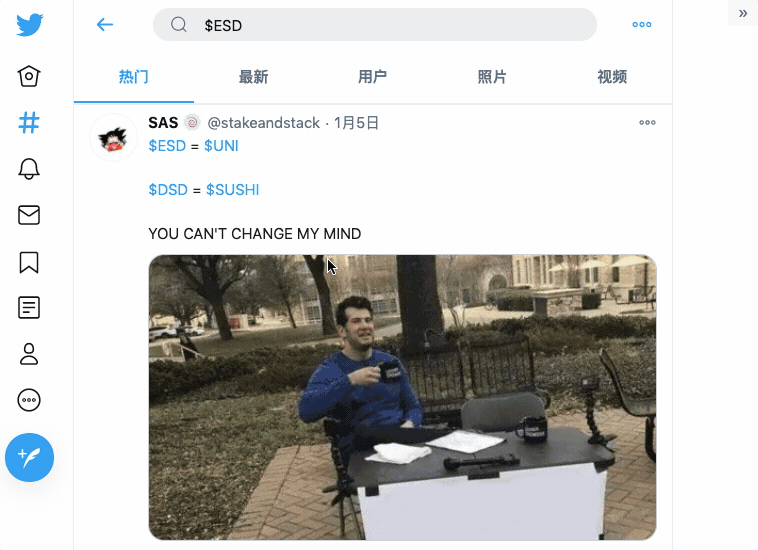 $ESD
»
热门 最新 用户 照片 视频
SAS @stakeandstack · 1月5日
$ESD = $UNI
$DSD = $SUSHI
YOU CAN'T CHANGE MY MIND